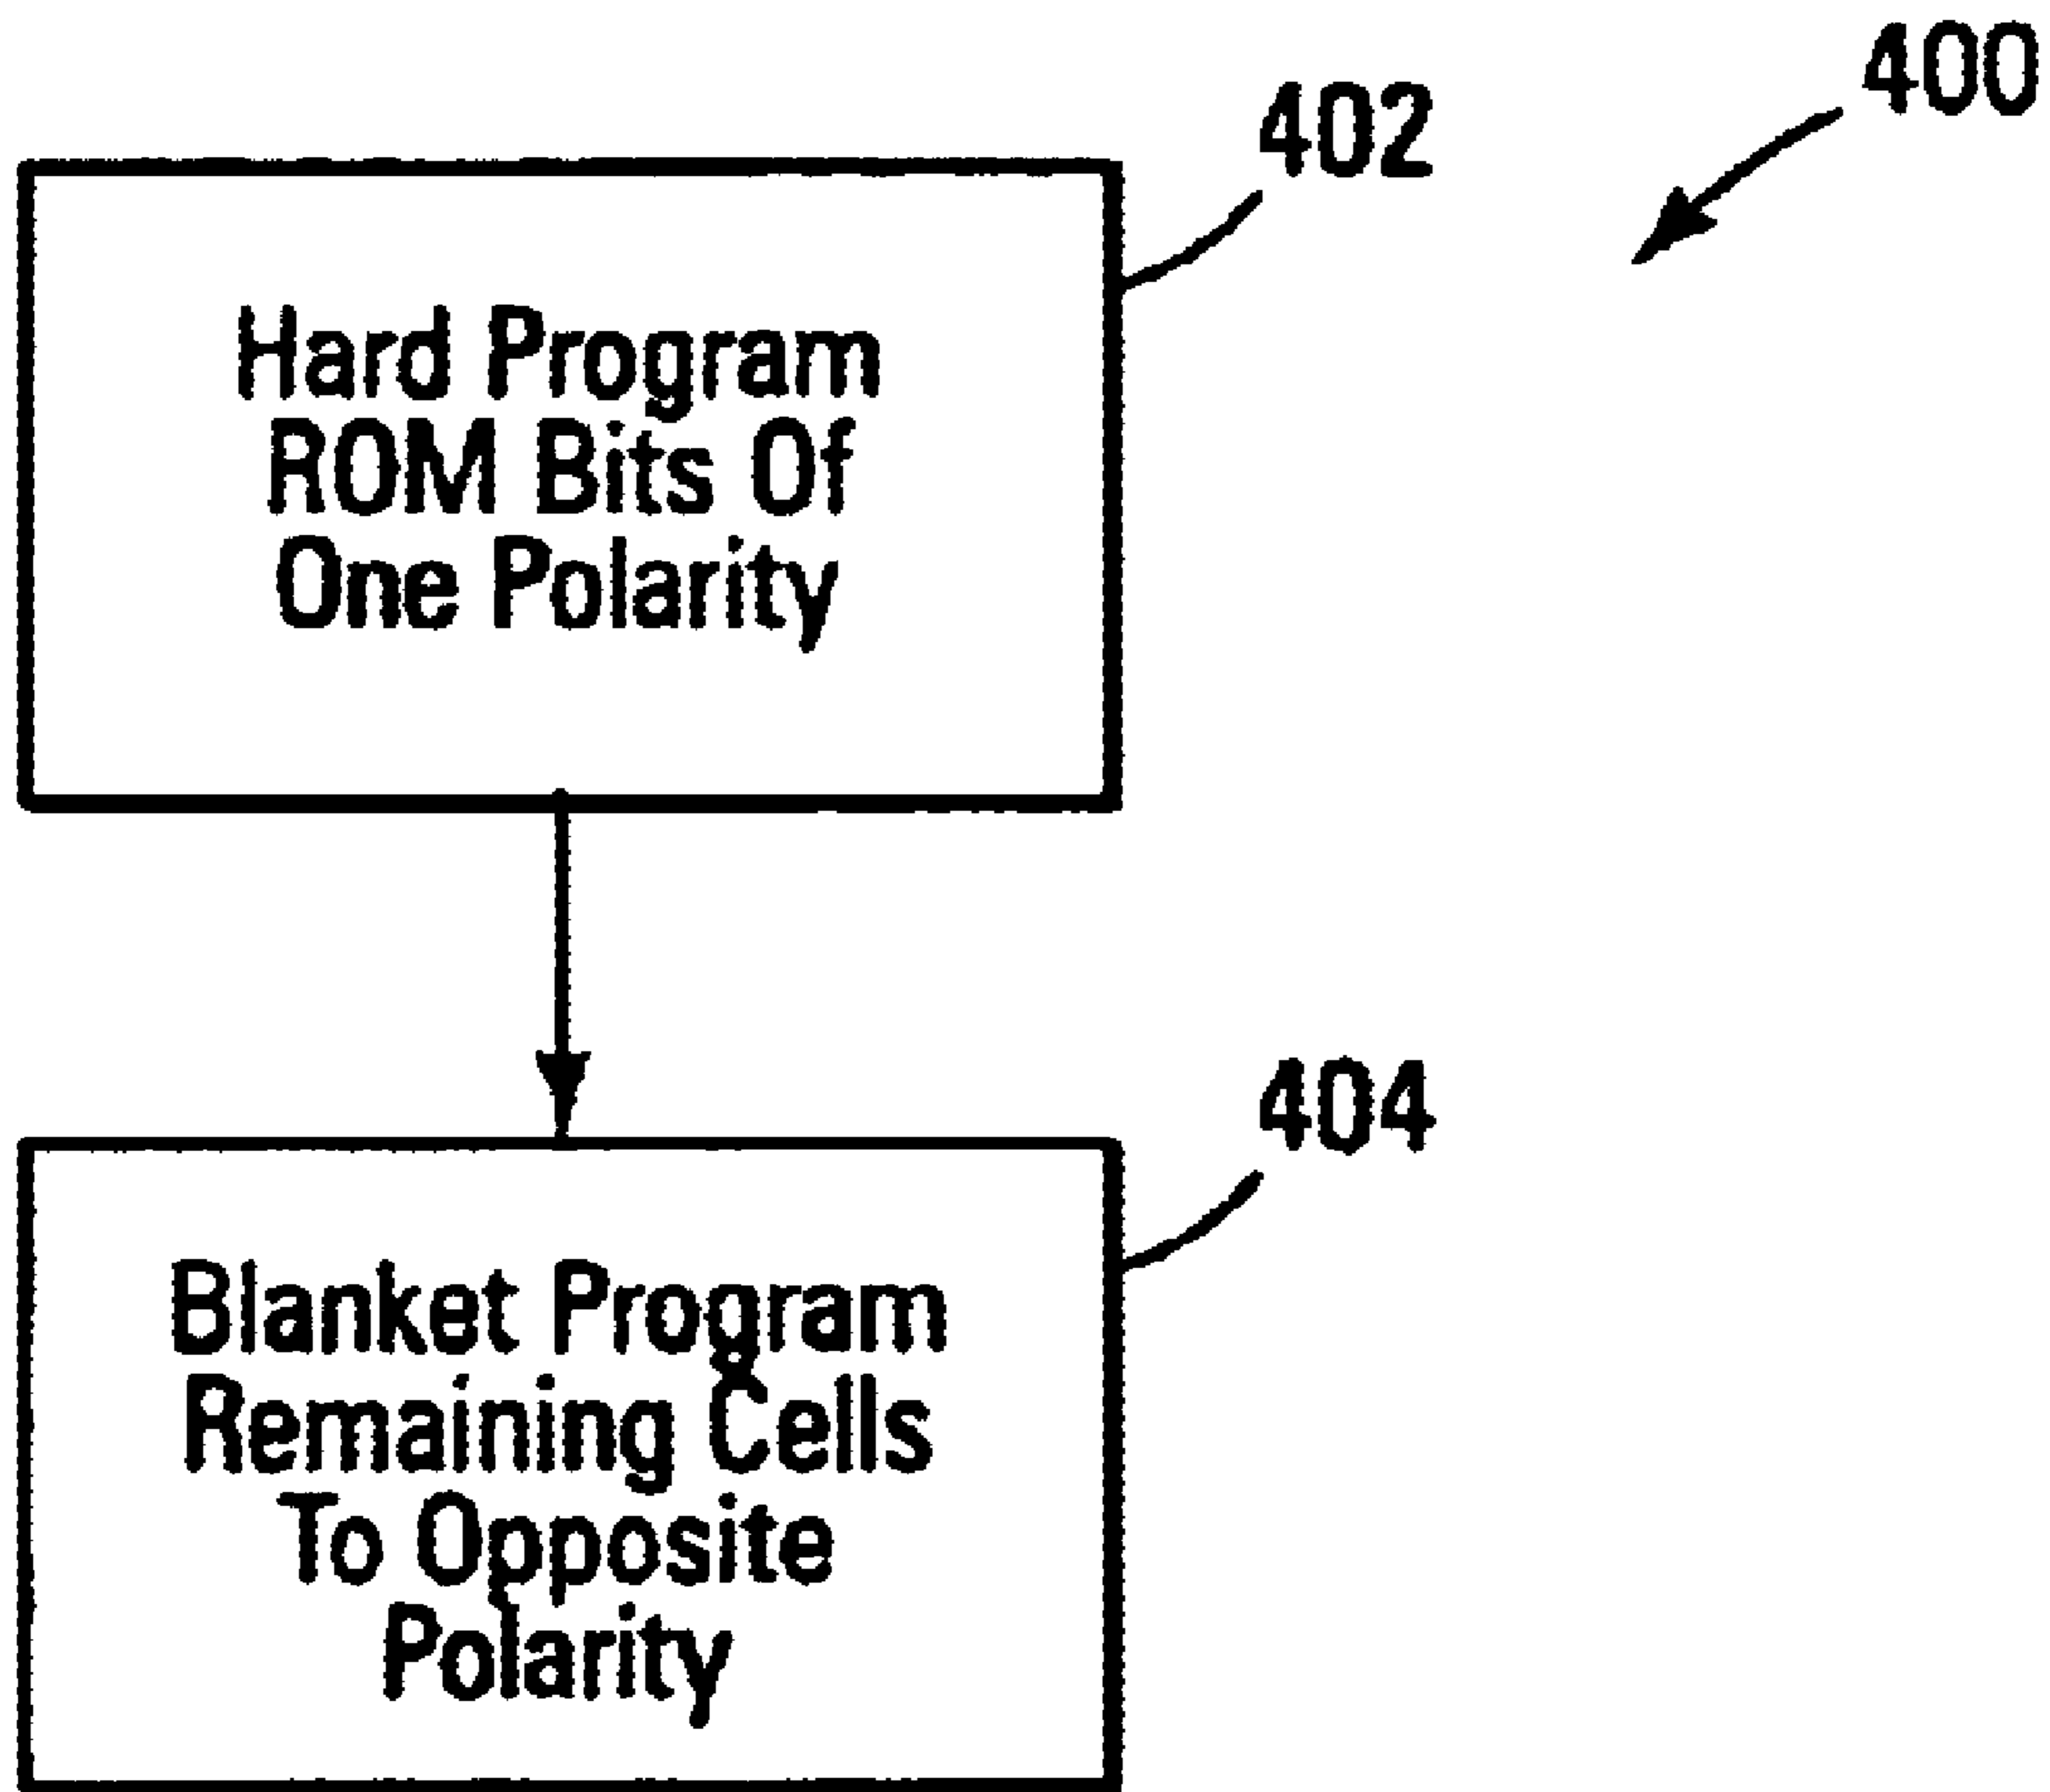 400
402
Hard Program
ROM Bits Of
One Polarity
404
Blanket Program
Remaining Cells
To Opposite
Polarity